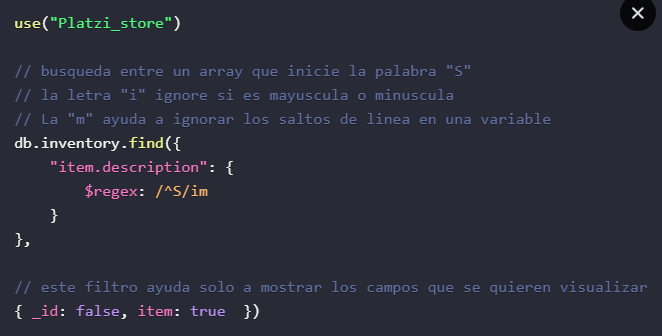 use("Platzi_store")
// busqueda entre un array que inicie la palabra "S"
// la letra "i" ignore si es mayuscula o minuscula
// La "m" ayuda a ignorar los saltos de linea en una variable
db.inventory.find({
    "item.description": {
        $regex: /^S/im
    }
},
// este filtro ayuda solo a mostrar los campos que se quieren visualizar
{ _id: false, item: true  })